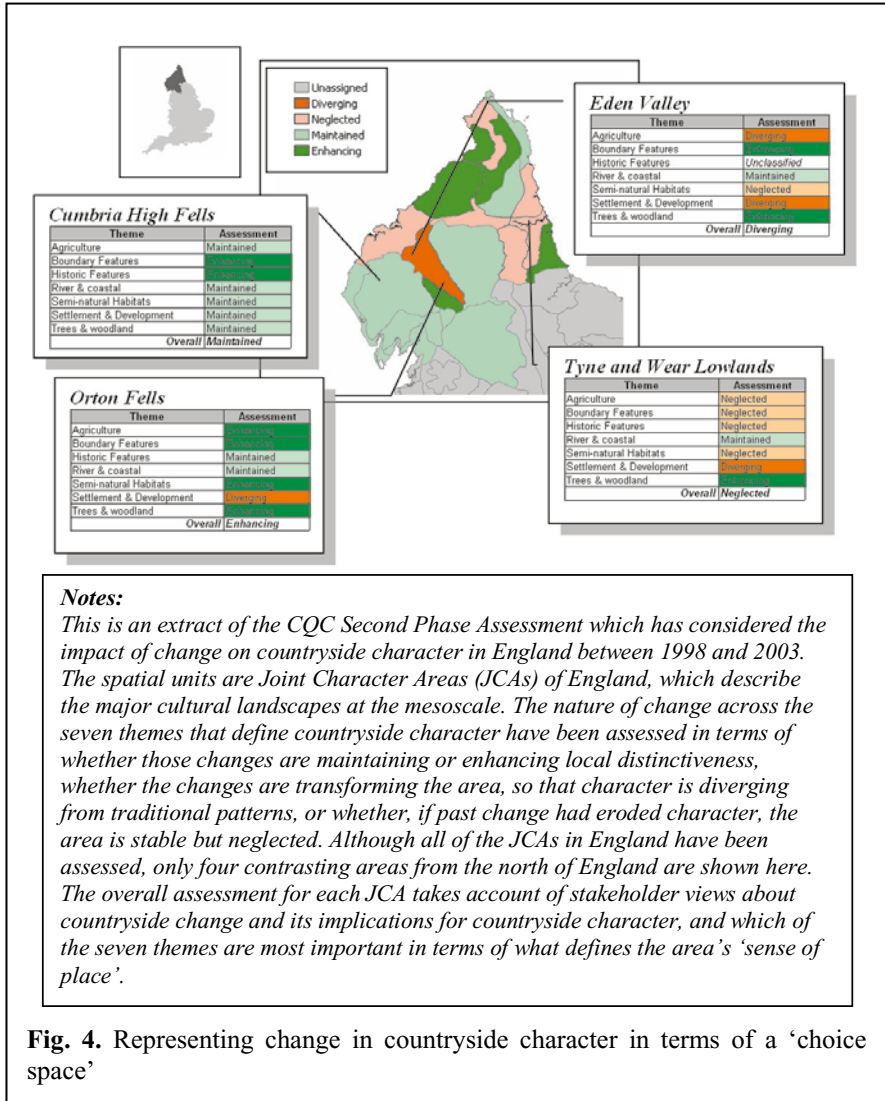 Unassigned
Diverging
Neglected
Maintained
Enhancing
Eden Valley
Theme Assessment
Agriculture Diverging
Boundary Features Enhancing
Historic Features Unclassified
River & coastal Maintained
Semi-natural Habitats Neglected
Settlement & Development Diverging
Trees & woodland Enhancing
Overall Diverging
Cumbria High Fells
Theme Assessment
Agriculture Maintained
Boundary Features Enhancing
Historic Features Enhancing
River & coastal Maintained
Semi-natural Habitats Maintained
Settlement & Development Maintained
Trees & woodland Maintained
Overall Maintained
Orton Fells
Theme Assessment
Agriculture Enhancing
Boundary Features Enhancing
Historic Features Maintained
River & coastal Maintained
Semi-natural Habitats Enhancing
Settlement & Development Diverging
Trees & woodland Enhancing
Overall Enhancing
Tyne and Wear Lowlands
Theme Assessment
Agriculture Neglected
Boundary Features Neglected
Historic Features Neglected
River & coastal Maintained
Semi-natural Habitats Neglected
Settlement & Development Diverging
Trees & woodland Enhancing
Overall Neglected
Notes:
This is an extract of the CQC Second Phase Assessment which has considered the
impact of change on countryside character in England between 1998 and 2003.
The spatial units are Joint Character Areas (JCAs) of England, which describe
the major cultural landscapes at the mesoscale. The nature of change across the
seven themes that define countryside character have been assessed in terms of
whether those changes are maintaining or enhancing local distinctiveness,
whether the changes are transforming the area, so that character is diverging
from traditional patterns, or whether, if past change had eroded character, the
area is stable but neglected. Although all of the JCAs in England have been
assessed, only four contrasting areas from the north of England are shown here.
The overall assessment for each JCA takes account of stakeholder views about
countryside change and its implications for countryside character, and which of
the seven themes are most important in terms of what defines the area's ‘sense of
place’.
Fig. 4. Representing change in countryside character in terms of a ‘choice
space’